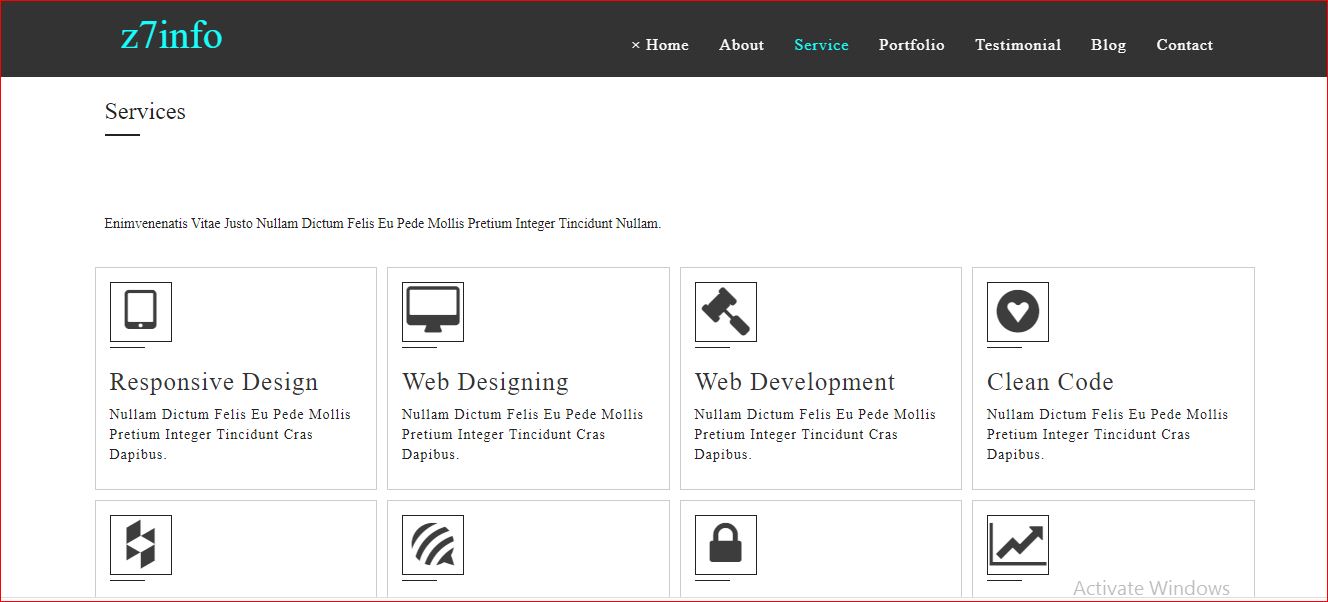 z7info
× Home About Service Portfolio Testimonial Blog Contact
Services
Enimvenenatis Vitae Justo Nullam Dictum Felis Eu Pede Mollis Pretium Integer Tincidunt Nullam.
Responsive Design
Nullam Dictum Felis Eu Pede Mollis
Pretium Integer Tincidunt Cras
Dapibus.
Web Designing
Nullam Dictum Felis Eu Pede Mollis
Pretium Integer Tincidunt Cras
Dapibus.
Web Development
Nullam Dictum Felis Eu Pede Mollis
Pretium Integer Tincidunt Cras
Dapibus.
Clean Code
Nullam Dictum Felis Eu Pede Mollis
Pretium Integer Tincidunt Cras
Dapibus.
Activate Windows